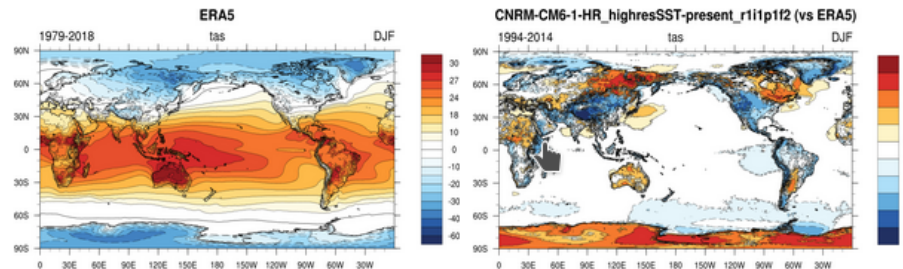 ERA5
1979-2018 tas DJF
90N
60N
30N
0
30S
60S
90S
0 30E 60E 90E 120E 150E 180 150W 120W 90W 60W 30W
30
27
24
18
10
0
-10
-20
-30
-40
-60
CNRM-CM6-1-HR_highresSST-present_r1i1p1f2 (vs ERA5)
1994-2014 tas DJF
90N
60N
30N
0
30S
60S
90S
0 30E 60E 90E 120E 150E 180 150W 120W 90W 60W 30W